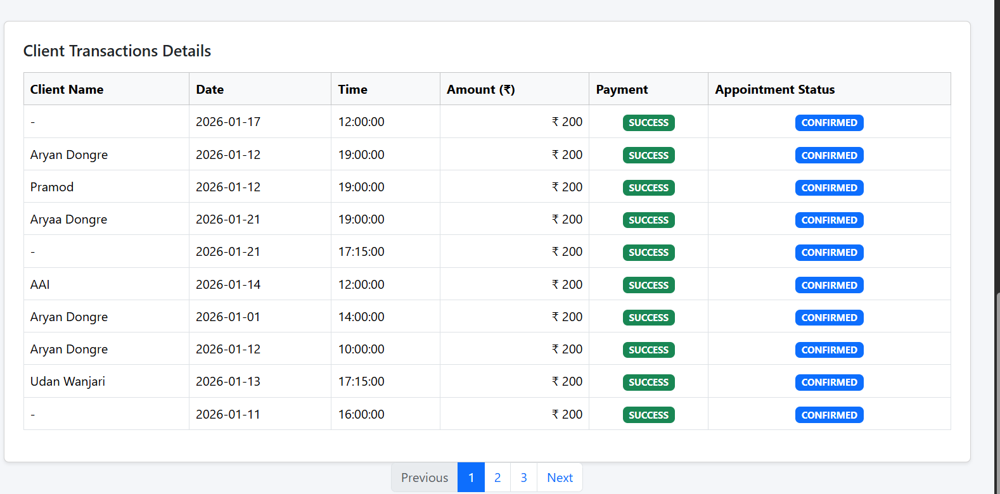 Client Transactions Details
Client Name Date Time Amount (₹) Payment Appointment Status
- 2026-01-17 12:00:00 ₹ 200 SUCCESS CONFIRMED
Aryan Dongre 2026-01-12 19:00:00 ₹ 200 SUCCESS CONFIRMED
Pramod 2026-01-12 19:00:00 ₹ 200 SUCCESS CONFIRMED
Aryaa Dongre 2026-01-21 19:00:00 ₹ 200 SUCCESS CONFIRMED
- 2026-01-21 17:15:00 ₹ 200 SUCCESS CONFIRMED
AAI 2026-01-14 12:00:00 ₹ 200 SUCCESS CONFIRMED
Aryan Dongre 2026-01-01 14:00:00 ₹ 200 SUCCESS CONFIRMED
Aryan Dongre 2026-01-12 10:00:00 ₹ 200 SUCCESS CONFIRMED
Udan Wanjari 2026-01-13 17:15:00 ₹ 200 SUCCESS CONFIRMED
- 2026-01-11 16:00:00 ₹ 200 SUCCESS CONFIRMED
Previous 1 2 3 Next